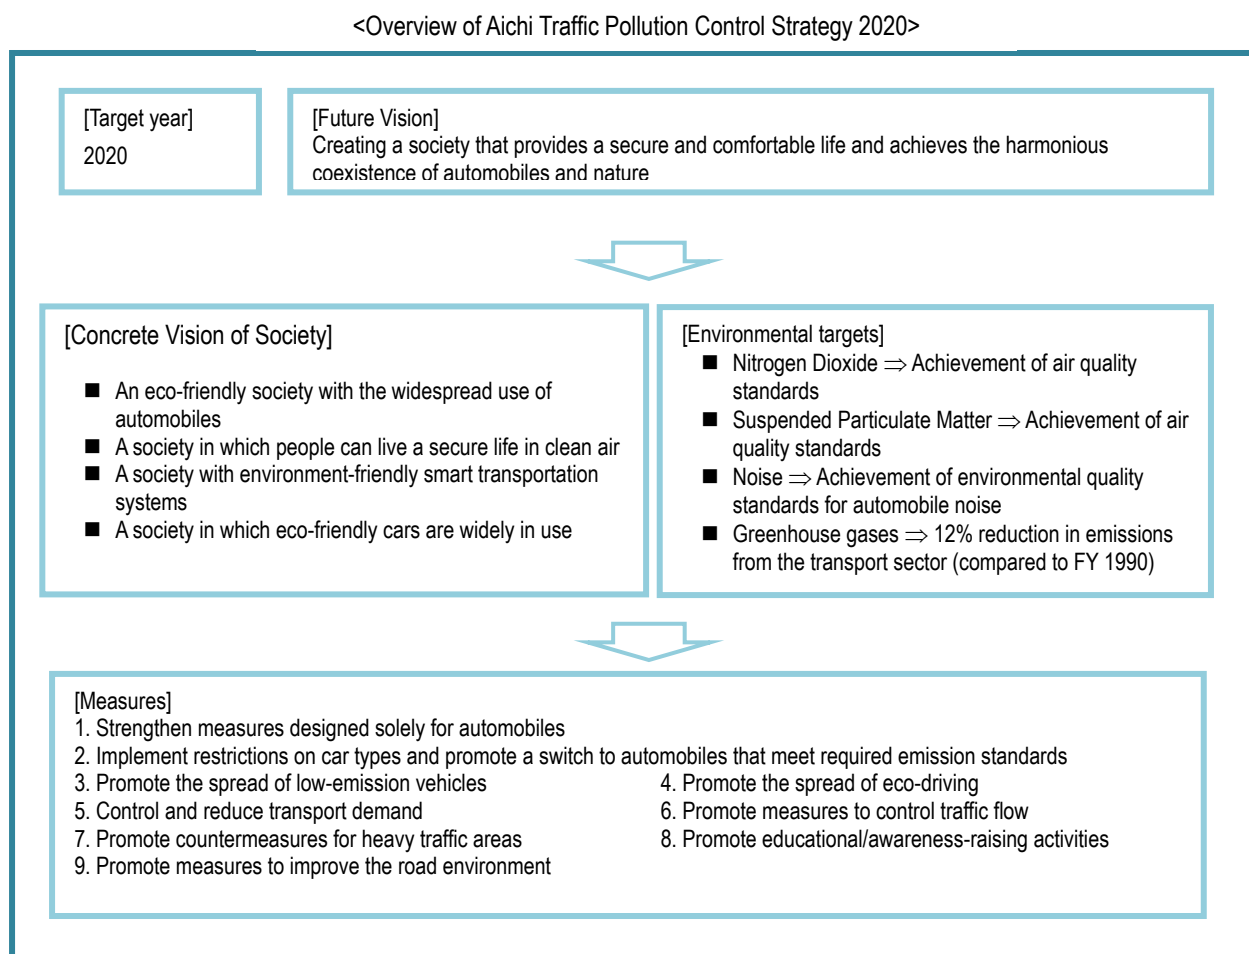 <Overview of Aichi Traffic Pollution Control Strategy 2020>
[Target year]
2020
[Future Vision]
Creating a society that provides a secure and comfortable life and achieves the harmonious
coexistence of automobiles and nature
[Concrete Vision of Society]
■ An eco-friendly society with the widespread use of
automobiles
■ A society in which people can live a secure life in clean air
■ A society with environment-friendly smart transportation
systems
■ A society in which eco-friendly cars are widely in use
[Environmental targets]
■ Nitrogen Dioxide ⇒ Achievement of air quality
standards
■ Suspended Particulate Matter ⇒ Achievement of air
quality standards
■ Noise ⇒ Achievement of environmental quality
standards for automobile noise
■ Greenhouse gases ⇒ 12% reduction in emissions
from the transport sector (compared to FY 1990)
[Measures]
1. Strengthen measures designed solely for automobiles
2. Implement restrictions on car types and promote a switch to automobiles that meet required emission standards
3. Promote the spread of low-emission vehicles 4. Promote the spread of eco-driving
5. Control and reduce transport demand 6. Promote measures to control traffic flow
7. Promote countermeasures for heavy traffic areas 8. Promote educational/awareness-raising activities
9. Promote measures to improve the road environment